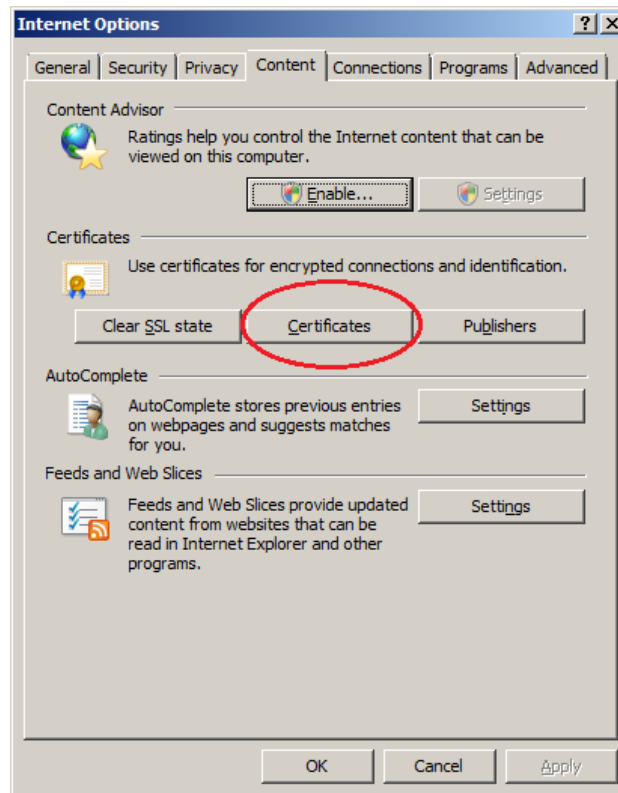 Internet Options
General Security Privacy Content Connections Programs Advanced
Content Advisor
Ratings help you control the Internet content that can be
viewed on this computer.
Enable... Settings
Certificates
Use certificates for encrypted connections and identification.
Clear SSL state Certificates Publishers
AutoComplete
AutoComplete stores previous entries Settings
on webpages and suggests matches
for you.
Feeds and Web Slices
Feeds and Web Slices provide updated Settings
content from websites that can be
read in Internet Explorer and other
programs.
OK Cancel Apply